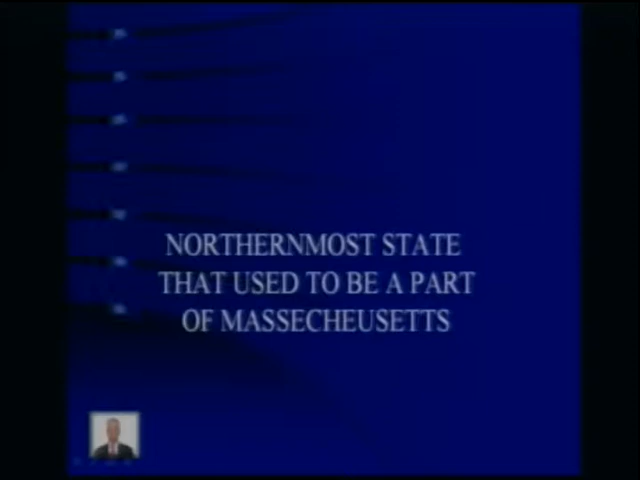 NORTHERNMOST STATE
THAT USED TO BE A PART
OF MASSECHEUSETTS